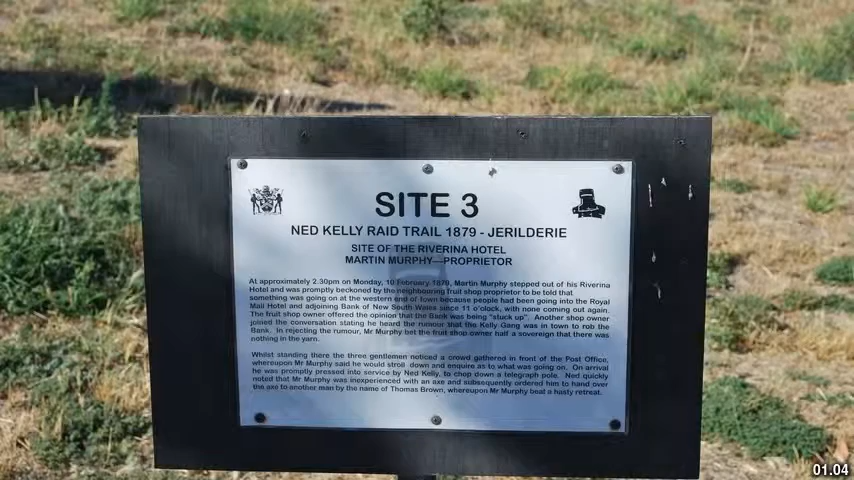 SITE 3
NED KELLY RAID TRAIL 1879 - JERILDERIE
SITE OF THE RIVERINA HOTEL
MARTIN MURPHY—PROPRIETOR
At approximately 2.30pm on Monday, 10 February 1879, Martin Murphy stepped out of his Riverina
Hotel and was promptly beckoned by the neighbouring fruit shop proprietor to be told that
something was going on at the western end of town because people had been going into the Royal
Mail Hotel and adjoining Bank of New South Wales since 11 o'clock, with none coming out again.
The fruit shop owner offered the opinion that the Bank was being "stuck up". Another shop owner
joined the conversation stating he heard the rumour that the Kelly Gang was in town to rob the
Bank. In rejecting the rumour, Mr Murphy bet the fruit shop owner half a sovereign that there was
nothing in the yarn.
Whilst standing there the three gentlemen noticed a crowd gathered in front of the Post Office,
whereupon Mr Murphy said he would stroll down and enquire as to what was going on. On arrival
he was promptly pressed into service by Ned Kelly, to chop down a telegraph pole. Ned quickly
noted that Mr Murphy was inexperienced with an axe and subsequently ordered him to hand over
the axe to another man by the name of Thomas Brown, whereupon Mr Murphy beat a hasty retreat.
01.04